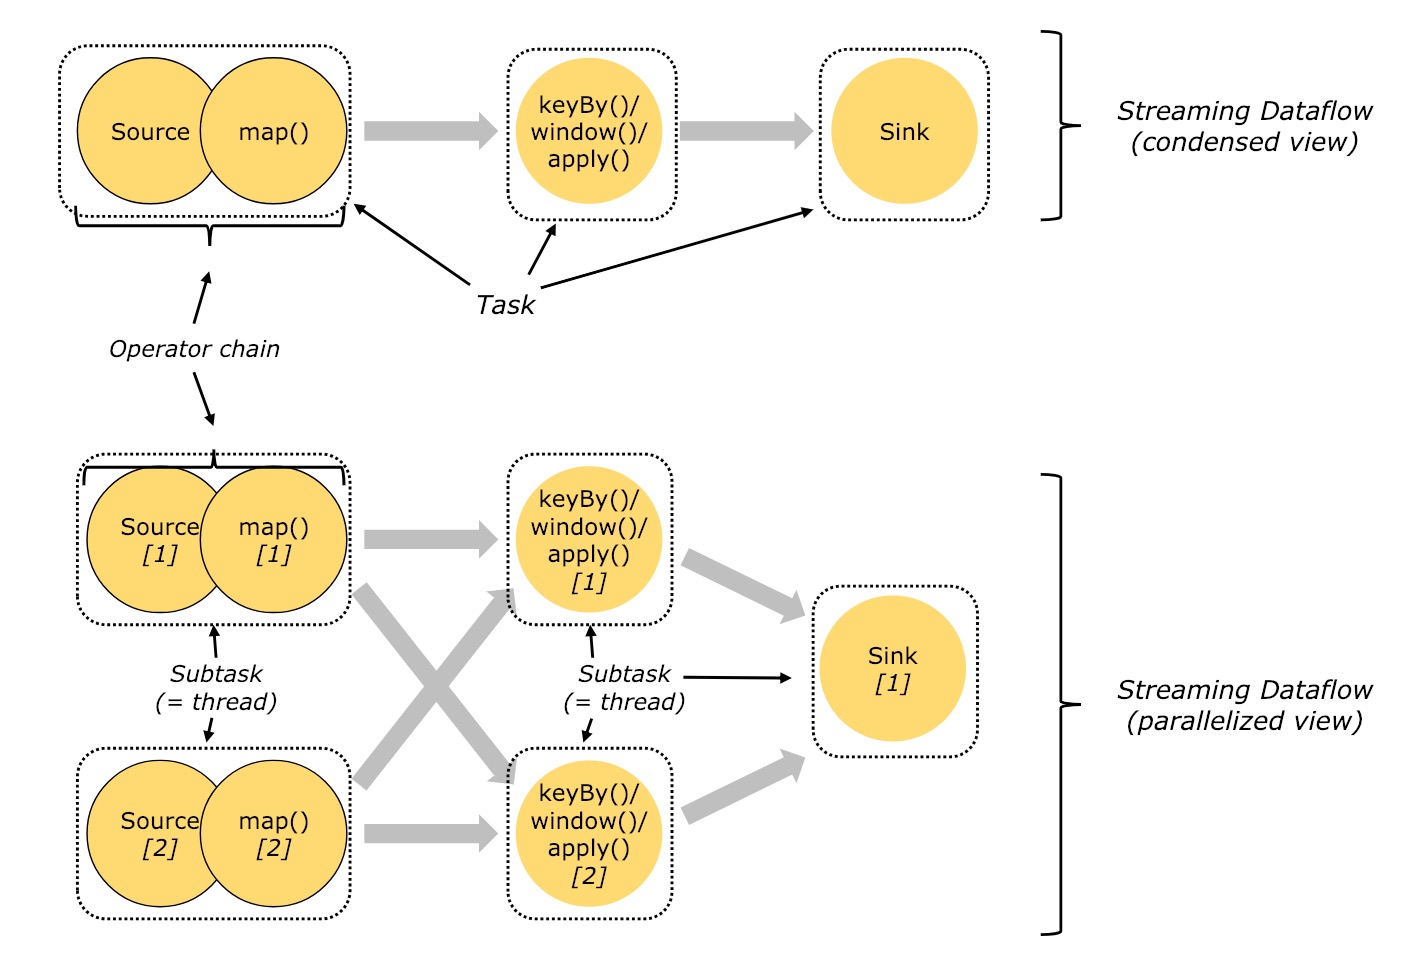 Source
map()
keyBy()/
window()/
apply()
Sink
Streaming Dataflow
(condensed view)
Task
Operator chain
Source
[1]
map()
[1]
keyBy()/
window()/
apply()
[1]
Subtask
(= thread)
Subtask
(= thread)
Sink
[1]
Streaming Dataflow
(parallelized view)
Source
[2]
map()
[2]
keyBy()/
window()/
apply()
[2]